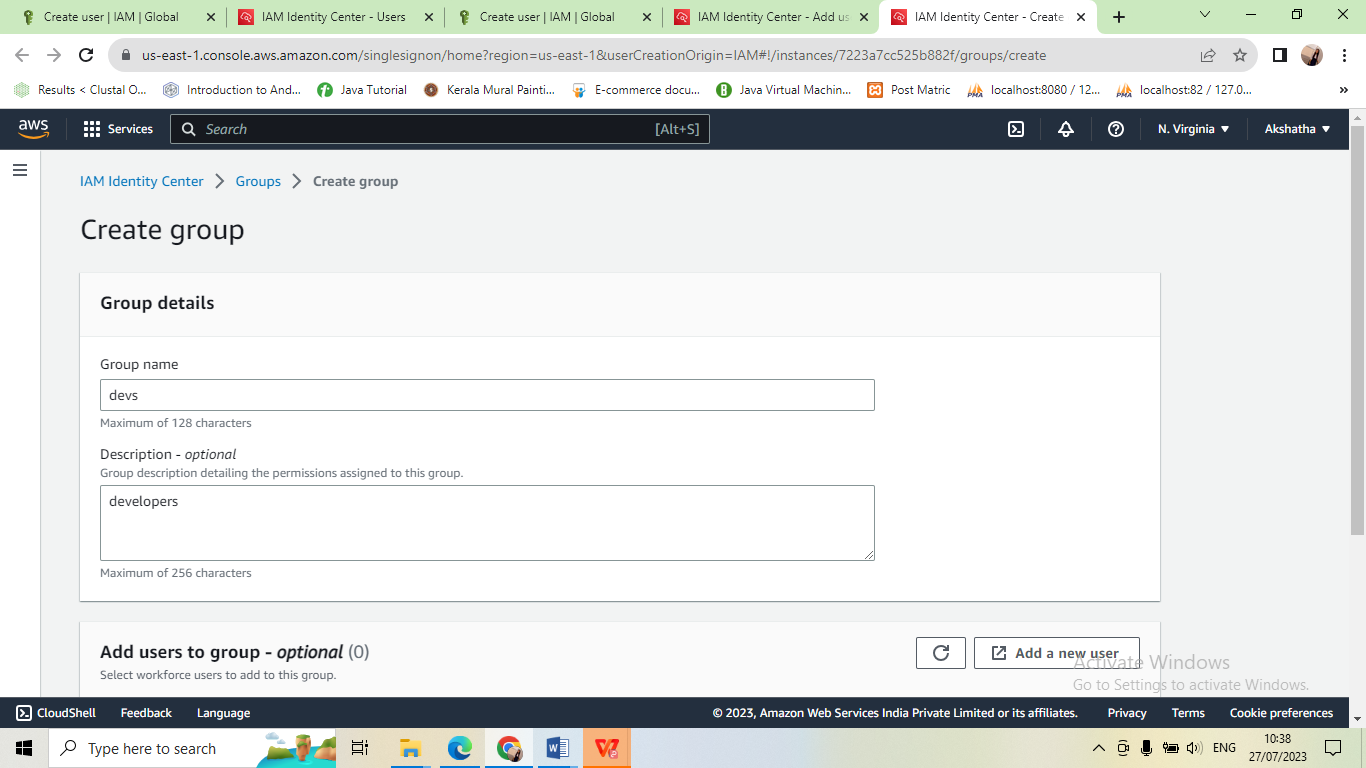 Create user | IAM | Global
IAM Identity Center - Users
Create user | IAM | Global
IAM Identity Center - Add us
IAM Identity Center - Create
us-east-1.console.aws.amazon.com/singlesignon/home?region=us-east-1&userCreationOrigin=IAM#!/instances/7223a7cc525b882f/groups/create
Results < Clustal O...
Introduction to And...
Java Tutorial
Kerala Mural Painti...
E-commerce docu...
Java Virtual Machin...
Post Matric
localhost:8080 / 12...
localhost:82 / 127.0...
»
aws
Services
Search
[Alt+S]
N. Virginia
Akshatha
IAM Identity Center
Groups
Create group
Create group
Group details
Group name
devs
Maximum of 128 characters
Description - optional
Group description detailing the permissions assigned to this group.
developers
Maximum of 256 characters
Add users to group - optional (0)
Add a new user
Select workforce users to add to this group.
Activate Windows
Go to Settings to activate Windows.
CloudShell
Feedback
Language
© 2023, Amazon Web Services India Private Limited or its affiliates.
Privacy
Terms
Cookie preferences
Type here to search
ENG
10:38
27/07/2023